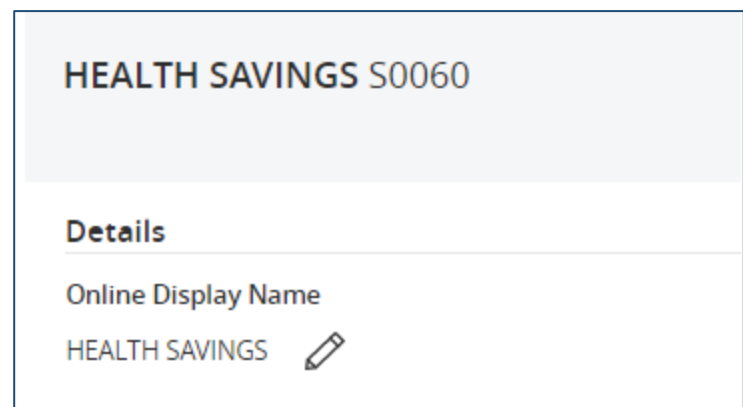 HEALTH SAVINGS S0060
Details
Online Display Name
HEALTH SAVINGS